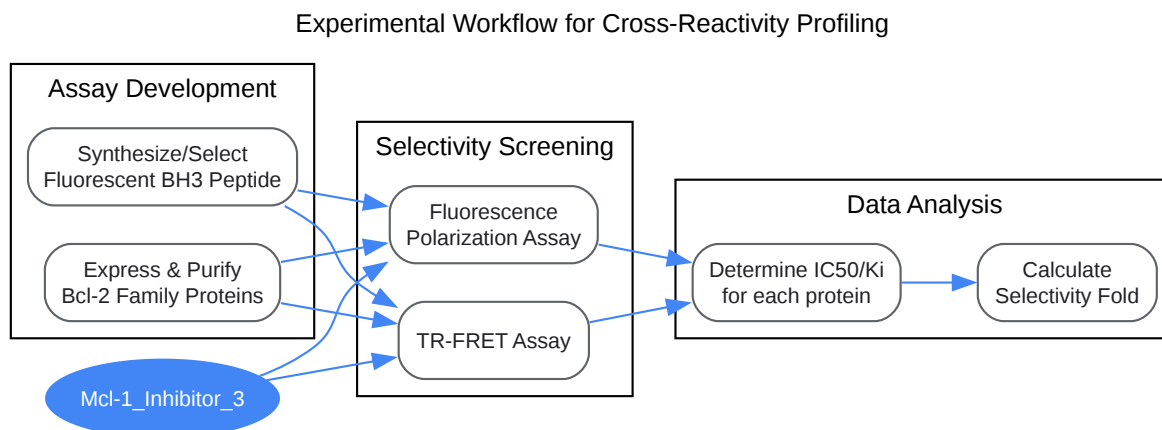 Experimental Workflow for Cross-Reactivity Profiling
Assay Development
Synthesize/Select
Fluorescent BH3 Peptide
Express & Purify
Bcl-2 Family Proteins
Mcl-1_Inhibitor_3
Selectivity Screening
Fluorescence
Polarization Assay
TR-FRET Assay
Data Analysis
Determine IC50/Ki
for each protein
Calculate
Selectivity Fold